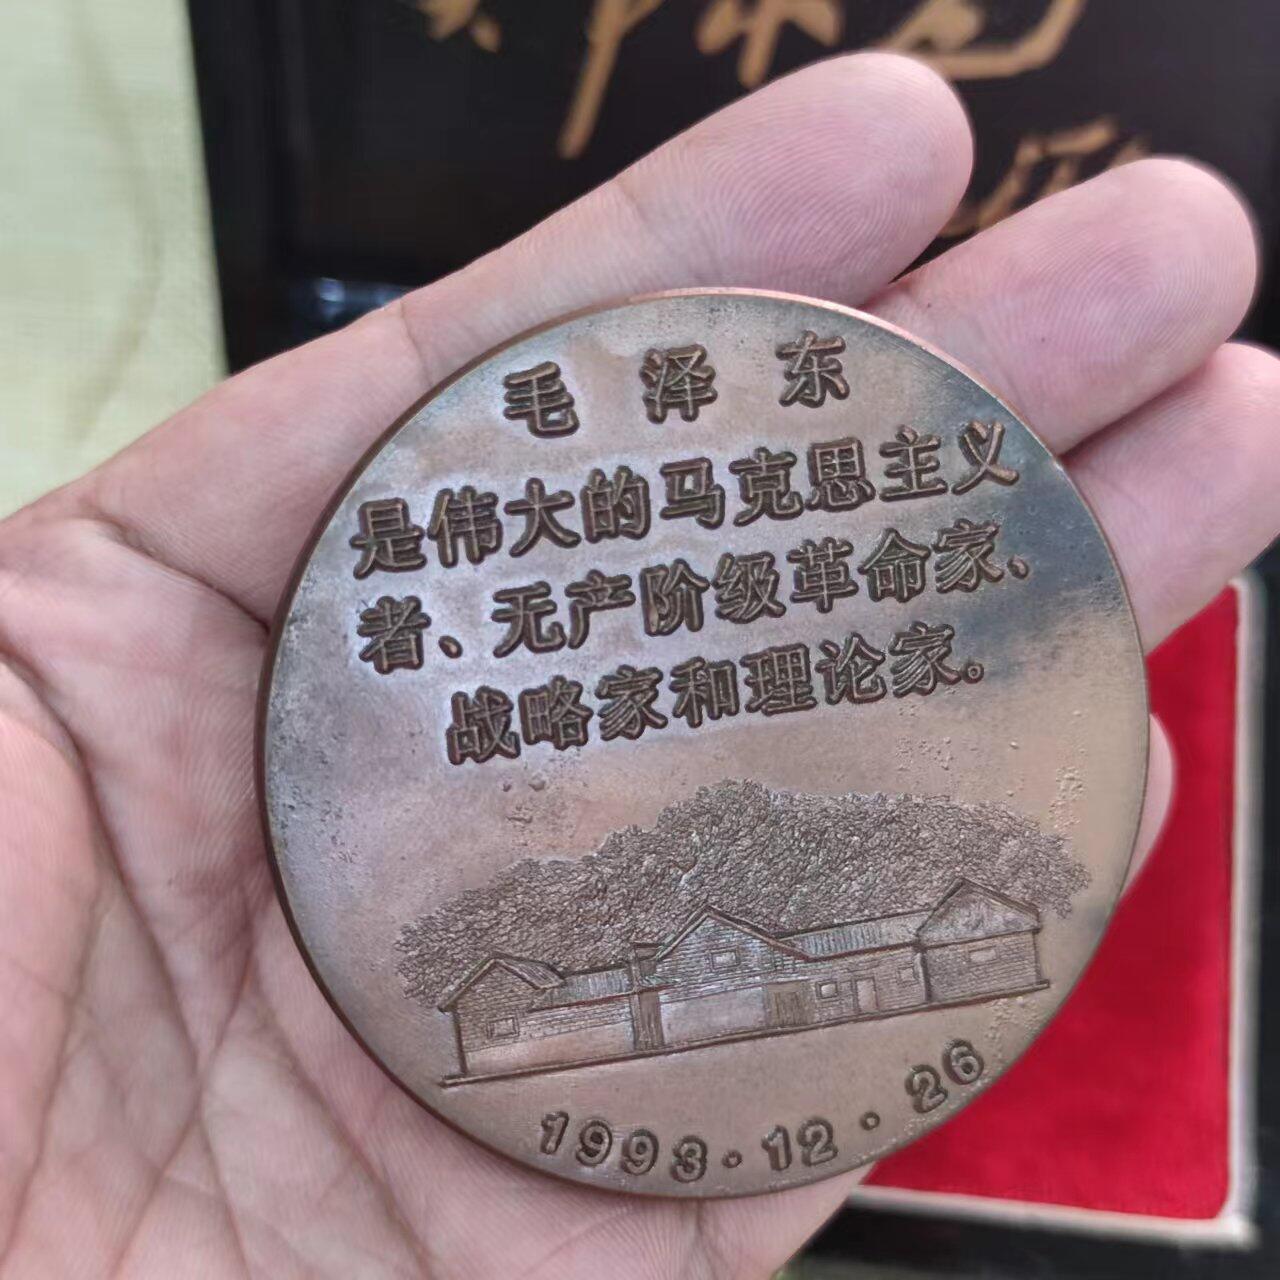 毛泽东
是伟大的马克思主义
者、无产阶级革命家、
战略家和理论家。
1993·12·26